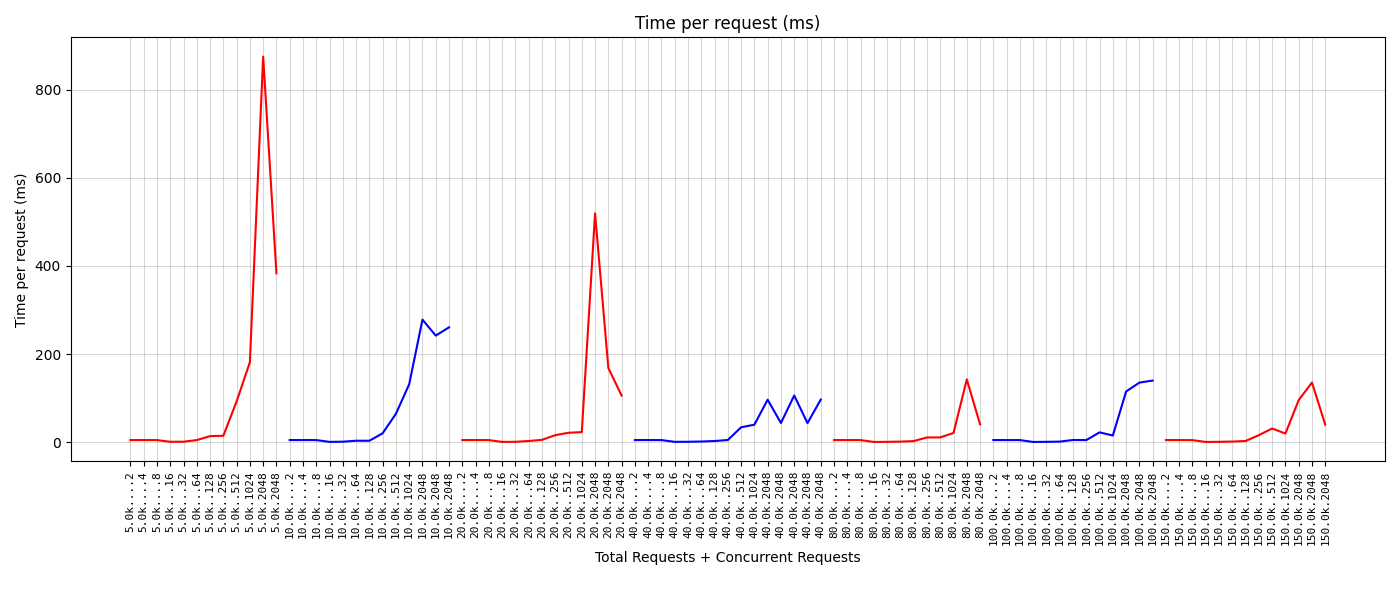 Time per request (ms)
Time per request (ms)
800
600
400
200
0
5.0k....2
5.0k....4
5.0k....8
5.0k...16
5.0k...32
5.0k...64
5.0k..128
5.0k..256
5.0k..512
5.0k.1024
5.0k.2048
5.0k.2048
10.0k....2
10.0k....4
10.0k....8
10.0k...16
10.0k...32
10.0k...64
10.0k..128
10.0k..256
10.0k..512
10.0k.1024
10.0k.2048
10.0k.2048
10.0k.2048
20.0k....2
20.0k....4
20.0k....8
20.0k...16
20.0k...32
20.0k...64
20.0k..128
20.0k..256
20.0k..512
20.0k.1024
20.0k.2048
20.0k.2048
20.0k.2048
40.0k....2
40.0k....4
40.0k....8
40.0k...16
40.0k...32
40.0k...64
40.0k..128
40.0k..256
40.0k..512
40.0k.1024
40.0k.2048
40.0k.2048
40.0k.2048
40.0k.2048
40.0k.2048
80.0k....2
80.0k....4
80.0k....8
80.0k...16
80.0k...32
80.0k...64
80.0k..128
80.0k..256
80.0k..512
80.0k.1024
80.0k.2048
80.0k.2048
100.0k....2
100.0k....4
100.0k....8
100.0k...16
100.0k...32
100.0k...64
100.0k..128
100.0k..256
100.0k..512
100.0k.1024
100.0k.2048
100.0k.2048
100.0k.2048
150.0k....2
150.0k....4
150.0k....8
150.0k...16
150.0k...32
150.0k...64
150.0k..128
150.0k..256
150.0k..512
150.0k.1024
150.0k.2048
150.0k.2048
150.0k.2048
Total Requests + Concurrent Requests